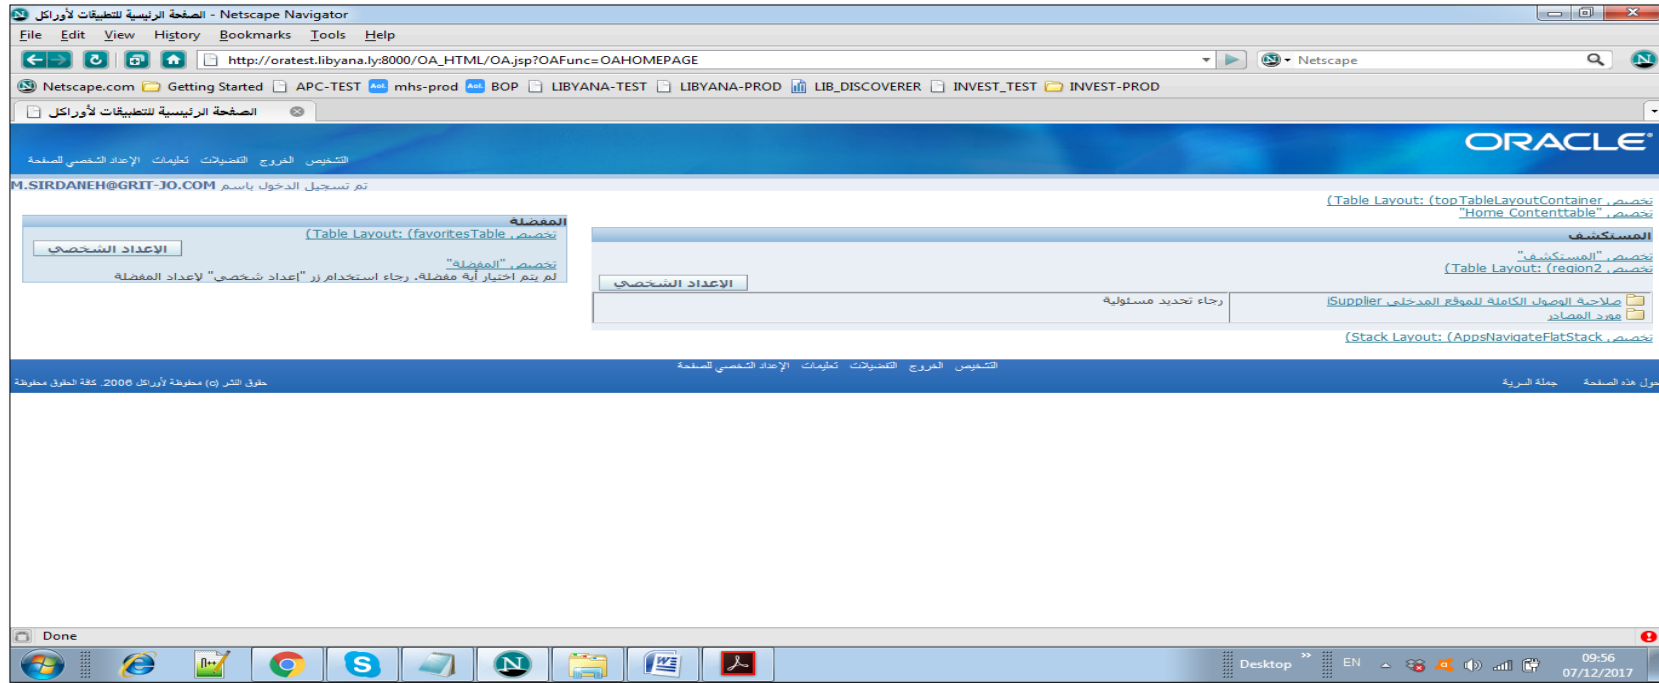 الصفحة الرئيسية للتطبيقات لأوراكل - Netscape Navigator
File Edit View History Bookmarks Tools Help
http://oratest.libyana.ly:8000/OA_HTML/OA.jsp?OAFunc=OAHOMEPAGE
Netscape
Netscape.com Getting Started APC-TEST mhs-prod BOP LIBYANA-TEST LIBYANA-PROD LIB_DISCOVERER INVEST_TEST INVEST-PROD
الصفحة الرئيسية للتطبيقات لأوراكل
ORACLE
التشخيص الخروج التفضيلات تعليمات الإعداد الشخصي للصفحة
تم تسجيل الدخول باسم M.SIRDANEH@GRIT-JO.COM
تخصيص Table Layout: (topTableLayoutContainer)
تخصيص "Home Contenttable"
المستكشف
تخصيص "المستكشف"
تخصيص Table Layout: (region2)
الإعداد الشخصي
صلاحية الوصول الكاملة للموقع المدخلي iSupplier
مورد المصادر
رجاء تحديد مسئولية
تخصيص Stack Layout: (AppsNavigateFlatStack)
المفضلة
تخصيص Table Layout: (favoritesTable)
الإعداد الشخصي
تخصيص "المفضلة"
لم يتم اختيار أية مفضلة. رجاء استخدام زر "إعداد شخصي" لإعداد المفضلة
التشخيص الخروج التفضيلات تعليمات الإعداد الشخصي للصفحة
حول هذه الصفحة جملة السرية
حقوق النشر (c) محفوظة لأوراكل 2006. كافة الحقوق محفوظة
Done
Desktop
EN
09:56
07/12/2017